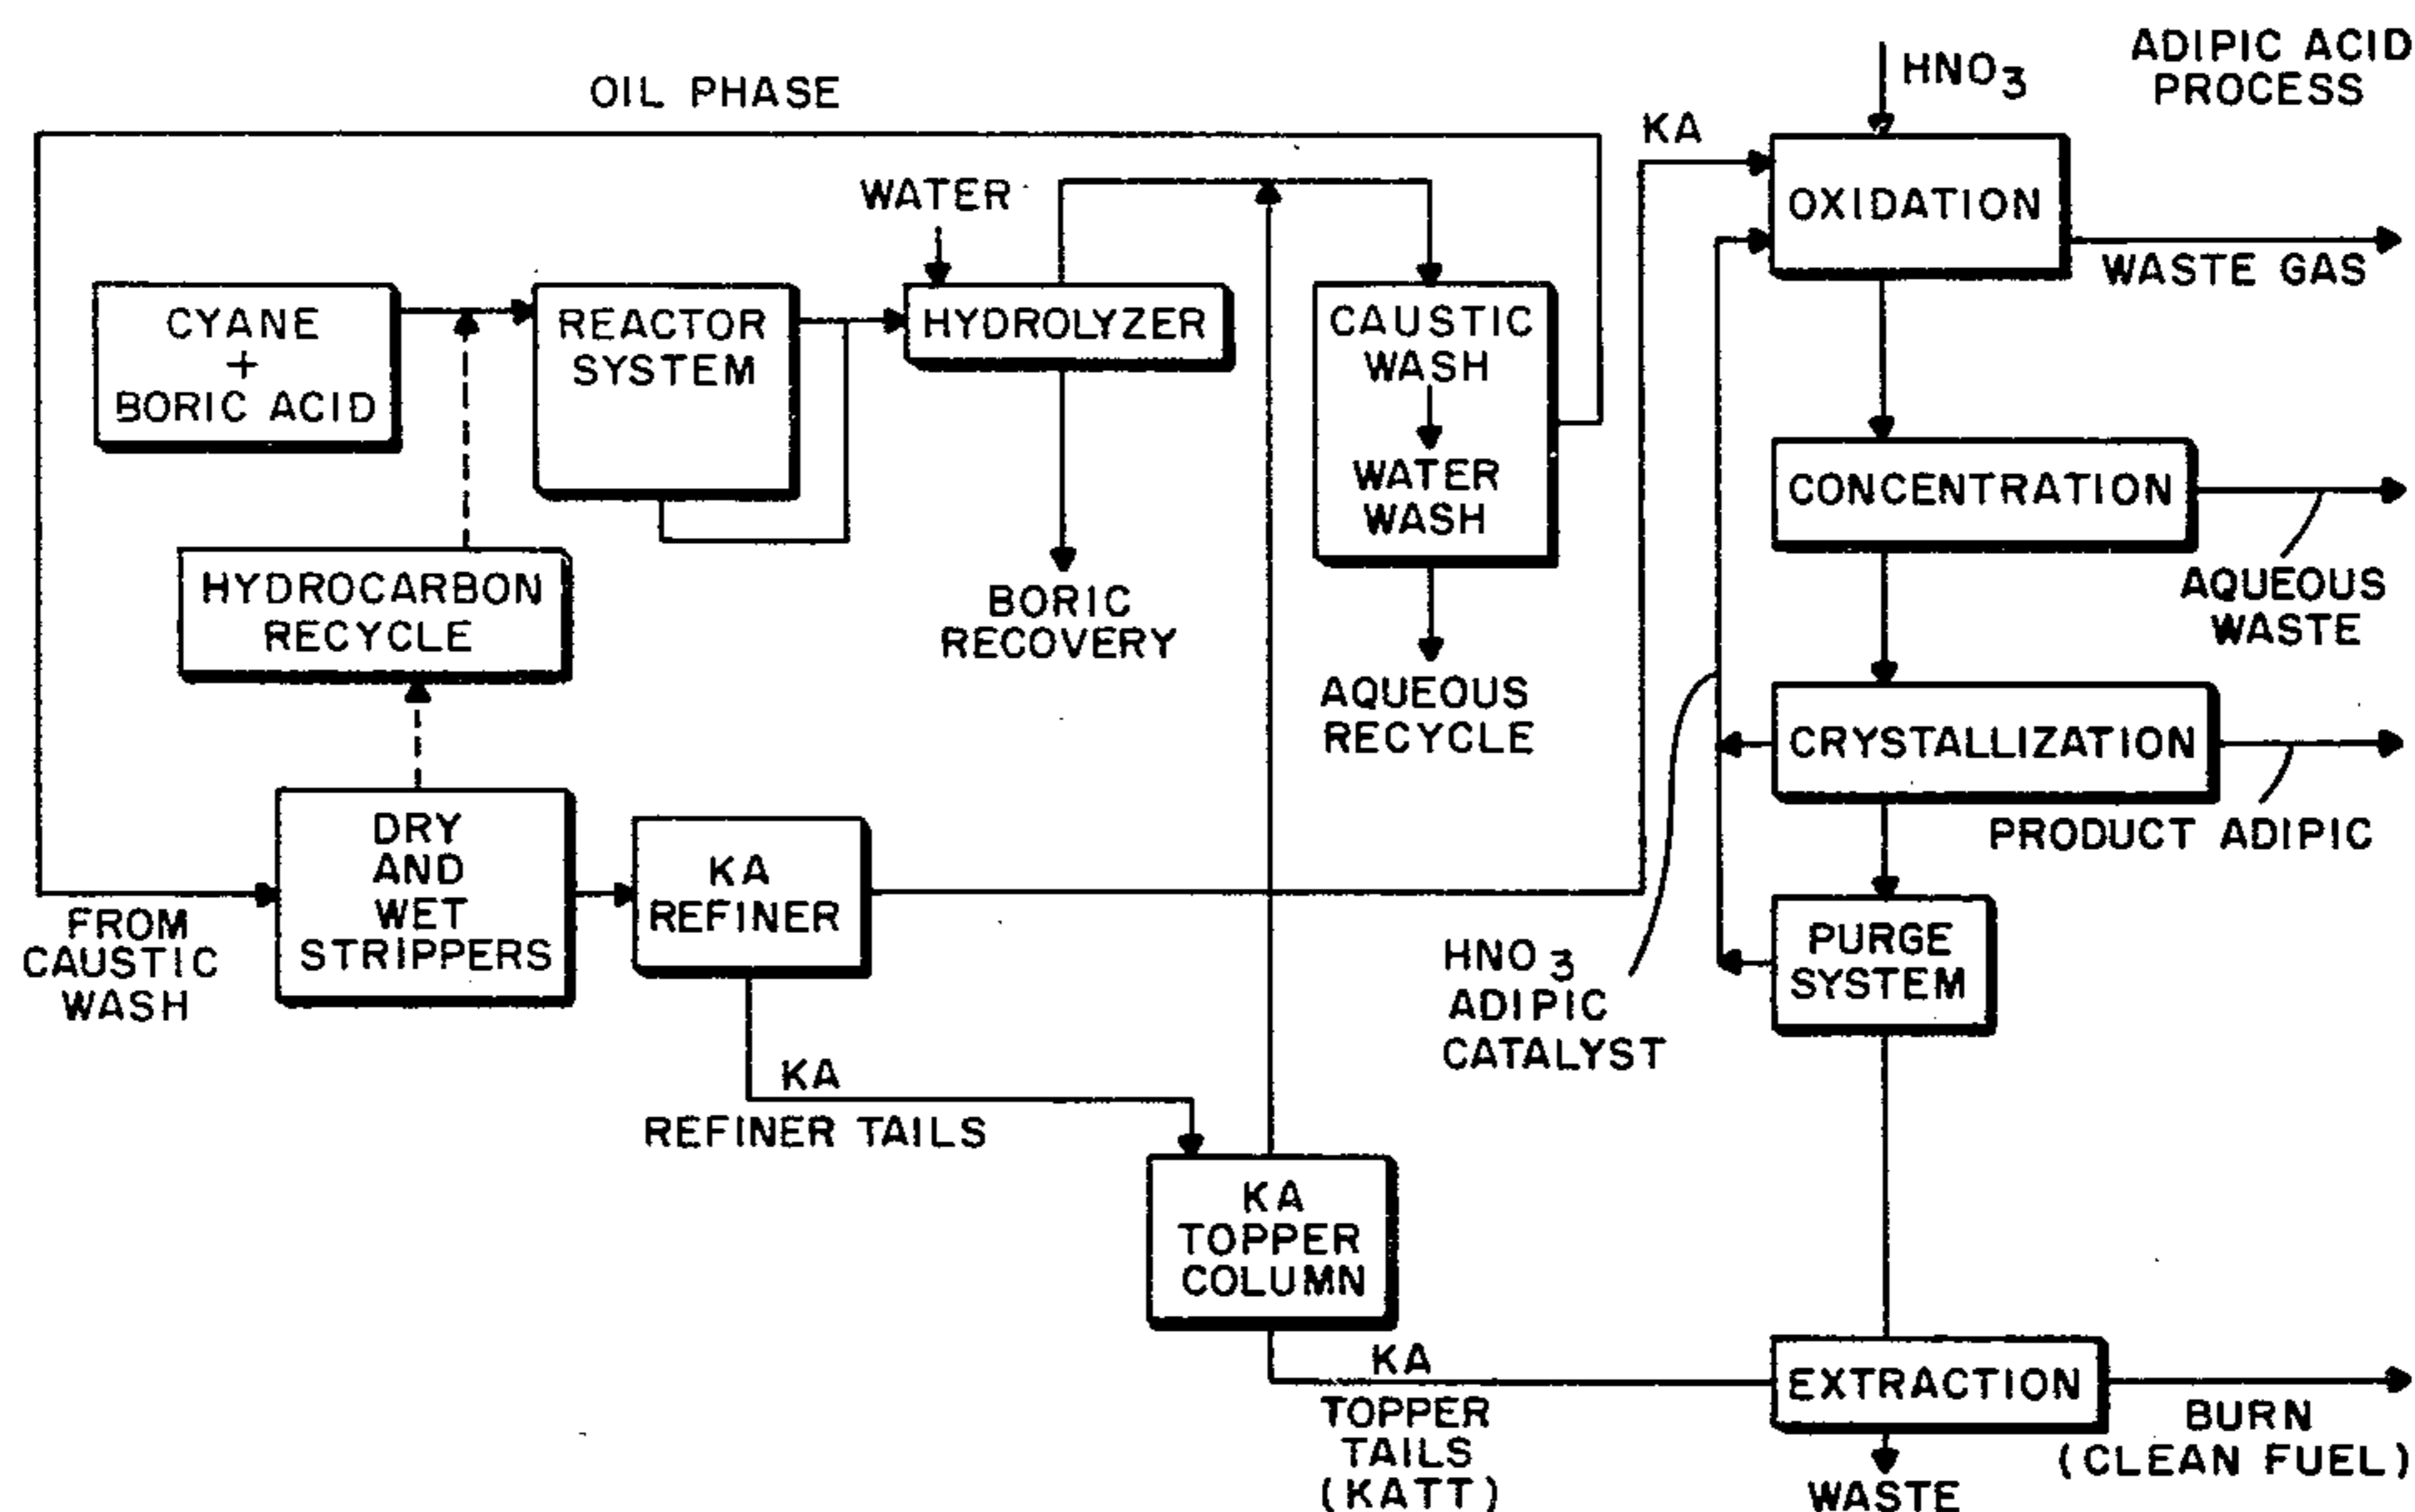 ADIPIC ACID
PROCESS
OIL PHASE
HNO3
KA
WATER
OXIDATION
WASTE GAS
CYANE
+
BORIC ACID
REACTOR
SYSTEM
HYDROLYZER
CAUSTIC
WASH
WATER
WASH
CONCENTRATION
AQUEOUS
WASTE
HYDROCARBON
RECYCLE
BORIC
RECOVERY
AQUEOUS
RECYCLE
CRYSTALLIZATION
PRODUCT ADIPIC
DRY
AND
WET
STRIPPERS
KA
REFINER
FROM
CAUSTIC
WASH
HNO3
ADIPIC
CATALYST
PURGE
SYSTEM
KA
REFINER TAILS
KA
TOPPER
COLUMN
KA
TOPPER
TAILS
(KATT)
EXTRACTION
BURN
(CLEAN FUEL)
WASTE